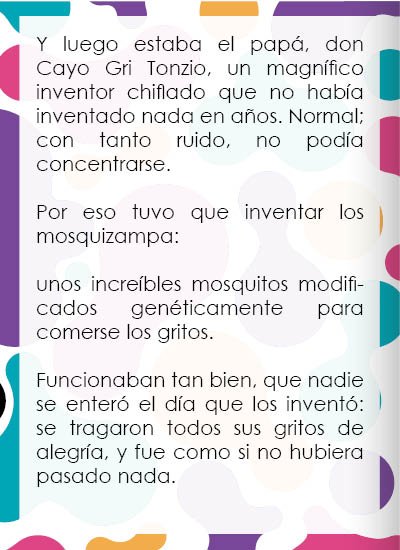 Y luego estaba el papá, don
Cayo Gri Tonzio, un magnífico
inventor chiflado que no había
inventado nada en años. Normal;
con tanto ruido, no podía
concentrarse.
Por eso tuvo que inventar los
mosquizampa:
unos increíbles mosquitos modifi-
cados genéticamente para
comerse los gritos.
Funcionaban tan bien, que nadie
se enteró el día que los inventó:
se tragaron todos sus gritos de
alegría, y fue como si no hubiera
pasado nada.